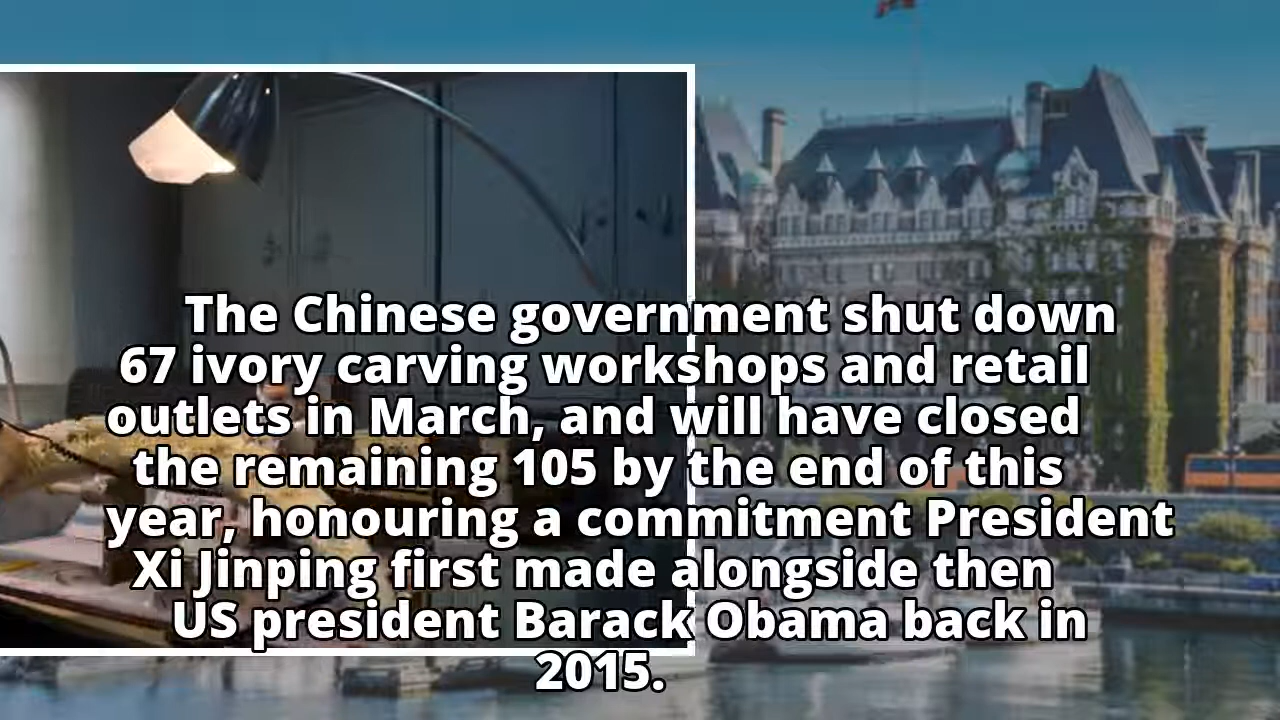 The Chinese government shut down
67 ivory carving workshops and retail
outlets in March, and will have closed
the remaining 105 by the end of this
year, honouring a commitment President
Xi Jinping first made alongside then
US president Barack Obama back in
2015.